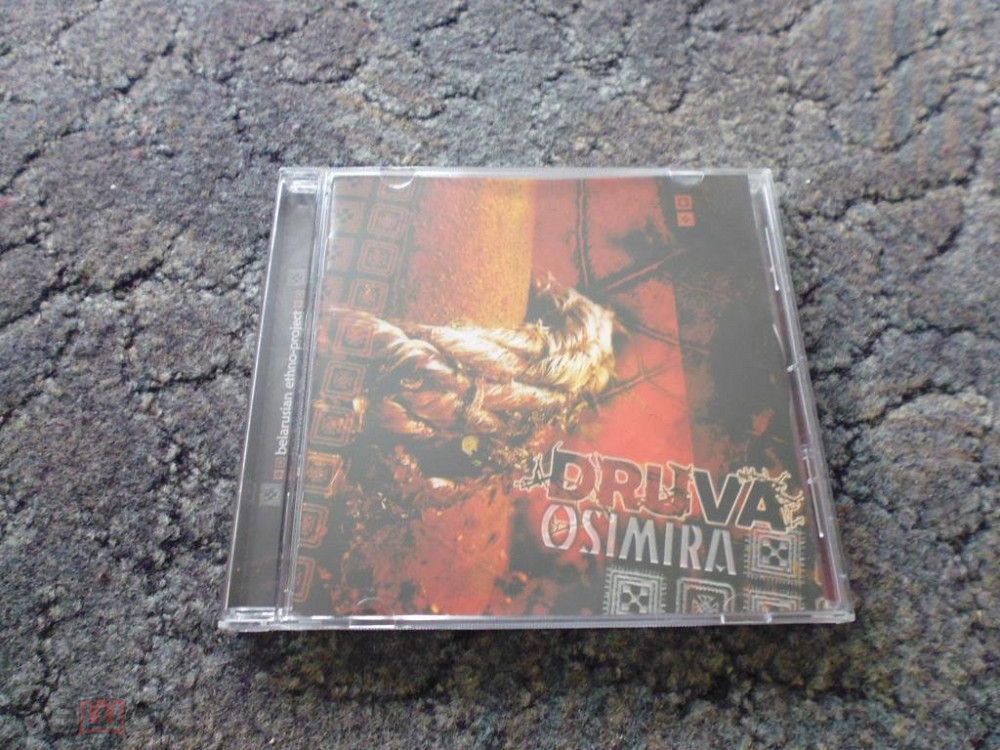 belarusian ethno-project
DRUVA
OSIMIRA